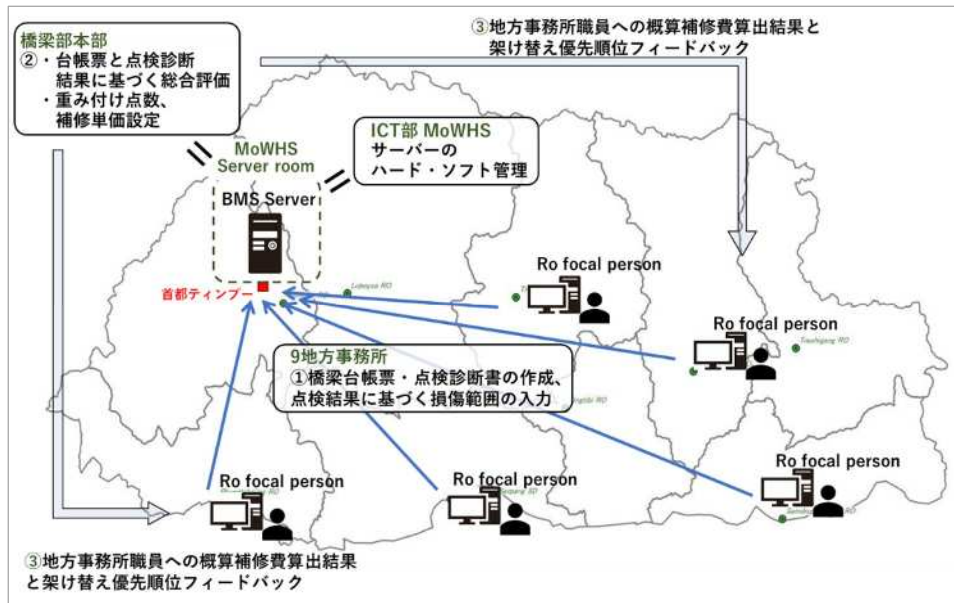 ③地方事務所職員への概算補修費算出結果と
架け替え優先順位フィードバック
橋梁部本部
②・台帳票と点検診断
結果に基づく総合評価
・重み付け点数、
補修単価設定
MoWHS
Server room
ICT部 MoWHS
サーバーの
ハード・ソフト管理
BMS Server
首都ティンプー
Lobeysa RO
Ro focal person
Ro focal person
Trashigang RO
9地方事務所
①橋梁台帳票・点検診断書の作成、
点検結果に基づく損傷範囲の入力
Ro focal person
Ro focal person
Ro focal person
③地方事務所職員への概算補修費算出結果
と架け替え優先順位フィードバック